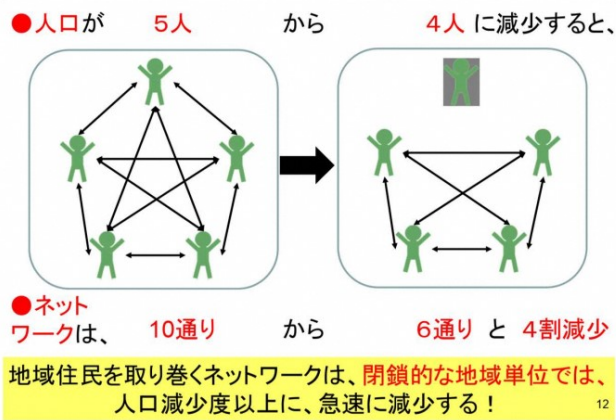 ●人口が 5人 から 4人 に減少すると、
●ネット
ワークは、 10通り から 6通り と 4割減少
地域住民を取り巻くネットワークは、閉鎖的な地域単位では、
人口減少度以上に、急速に減少する！
12